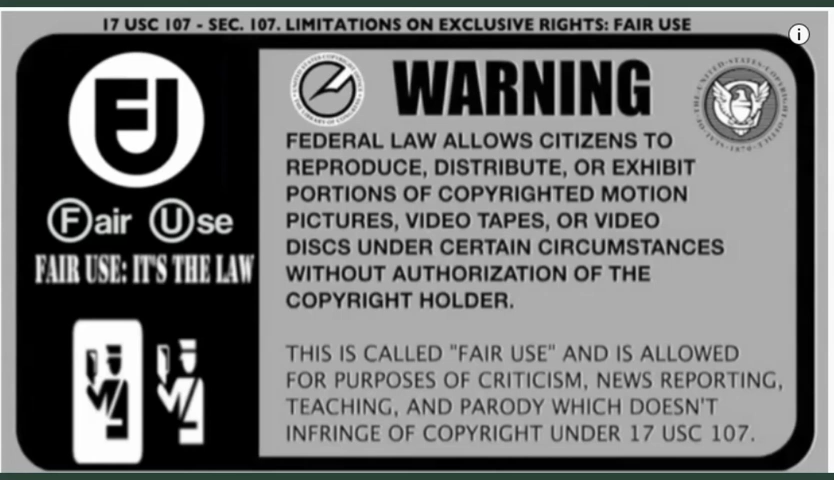 17 USC 107 - SEC. 107. LIMITATIONS ON EXCLUSIVE RIGHTS: FAIR USE
FU
Fair Use
FAIR USE: IT'S THE LAW
WARNING
FEDERAL LAW ALLOWS CITIZENS TO
REPRODUCE, DISTRIBUTE, OR EXHIBIT
PORTIONS OF COPYRIGHTED MOTION
PICTURES, VIDEO TAPES, OR VIDEO
DISCS UNDER CERTAIN CIRCUMSTANCES
WITHOUT AUTHORIZATION OF THE
COPYRIGHT HOLDER.
THIS IS CALLED "FAIR USE" AND IS ALLOWED
FOR PURPOSES OF CRITICISM, NEWS REPORTING,
TEACHING, AND PARODY WHICH DOESN'T
INFRINGE OF COPYRIGHT UNDER 17 USC 107.